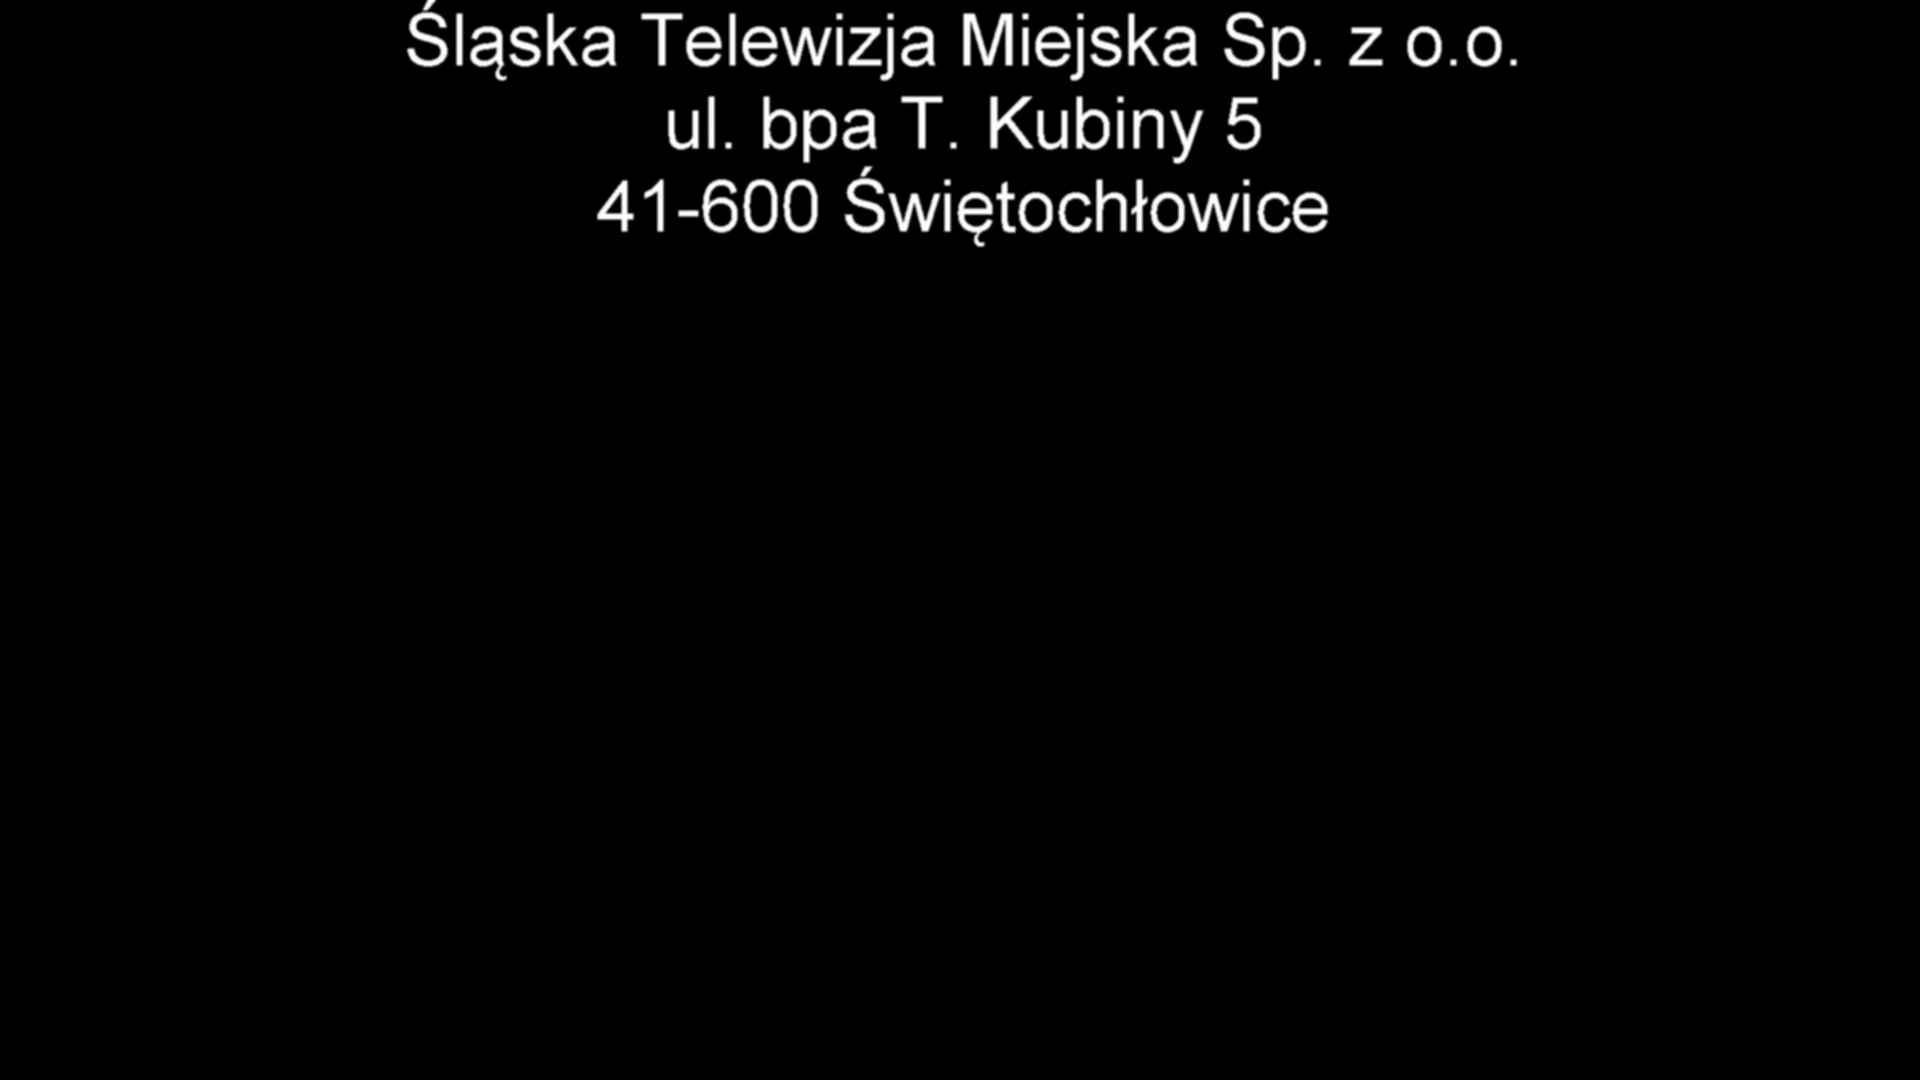 Śląska Telewizja Miejska Sp. z o.o.
ul. bpa T. Kubiny 5
41-600 Świętochłowice